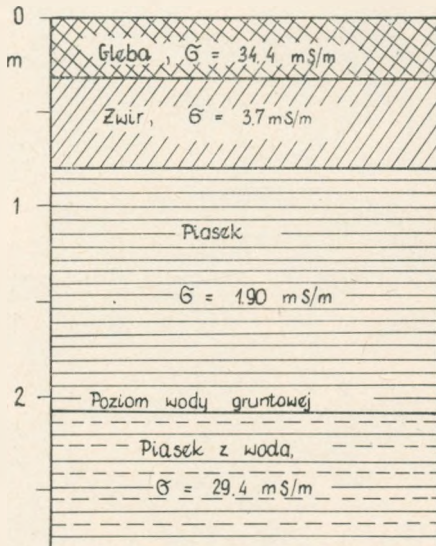 0
m
Gleba, σ = 34.4 mS/m
Żwir, σ = 3.7 mS/m
1
Piasek
σ = 1.90 mS/m
2
Poziom wody gruntowej
Piasek z wodą,
σ = 29.4 mS/m